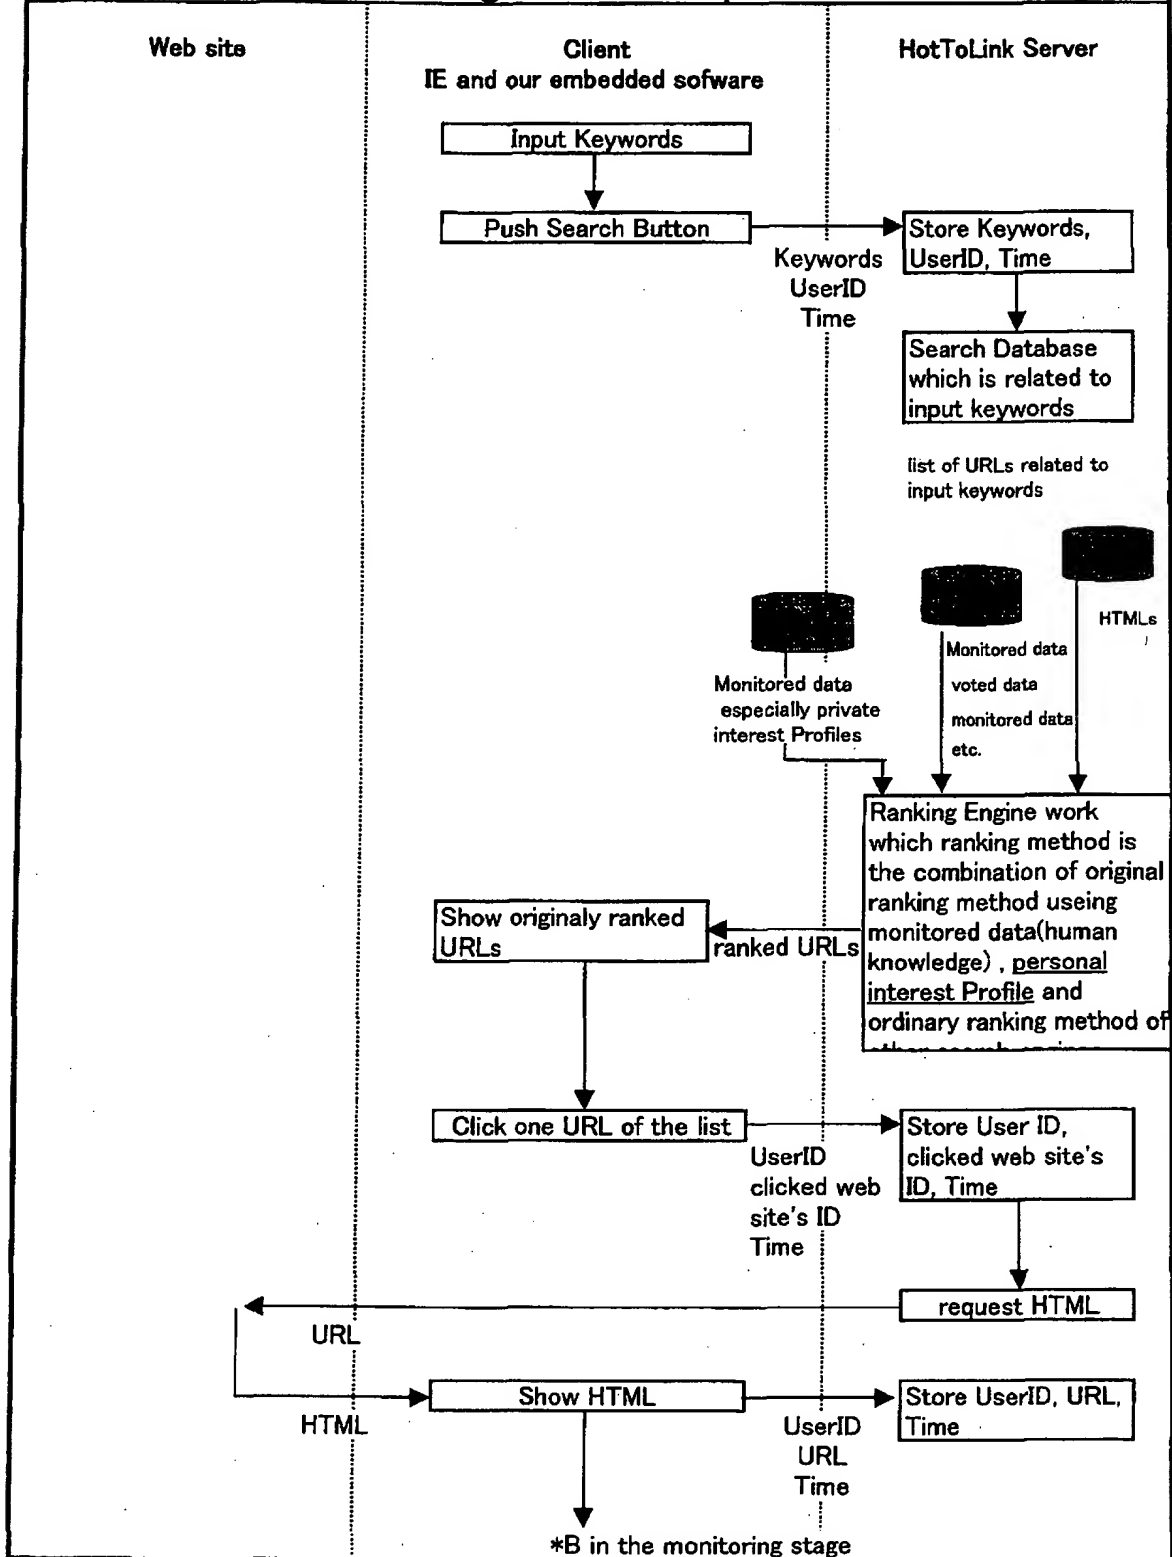 Web site
Client
IE and our embedded sofware
HotToLink Server
Input Keywords
Push Search Button
Keywords
UserID
Time
Store Keywords,
UserID, Time
Search Database
which is related to
input keywords
list of URLs related to
input keywords
HTMLs
Monitored data
voted data
monitored data
etc.
Monitored data
especially private
interest Profiles
Ranking Engine work
which ranking method is
the combination of original
ranking method useing
monitored data(human
knowledge) , personal
interest Profile and
ordinary ranking method of
ranked URLs
Show originaly ranked
URLs
Click one URL of the list
UserID
clicked web
site's ID
Time
Store User ID,
clicked web site's
ID, Time
request HTML
URL
HTML
Show HTML
UserID
URL
Time
Store UserID, URL,
Time
*B in the monitoring stage